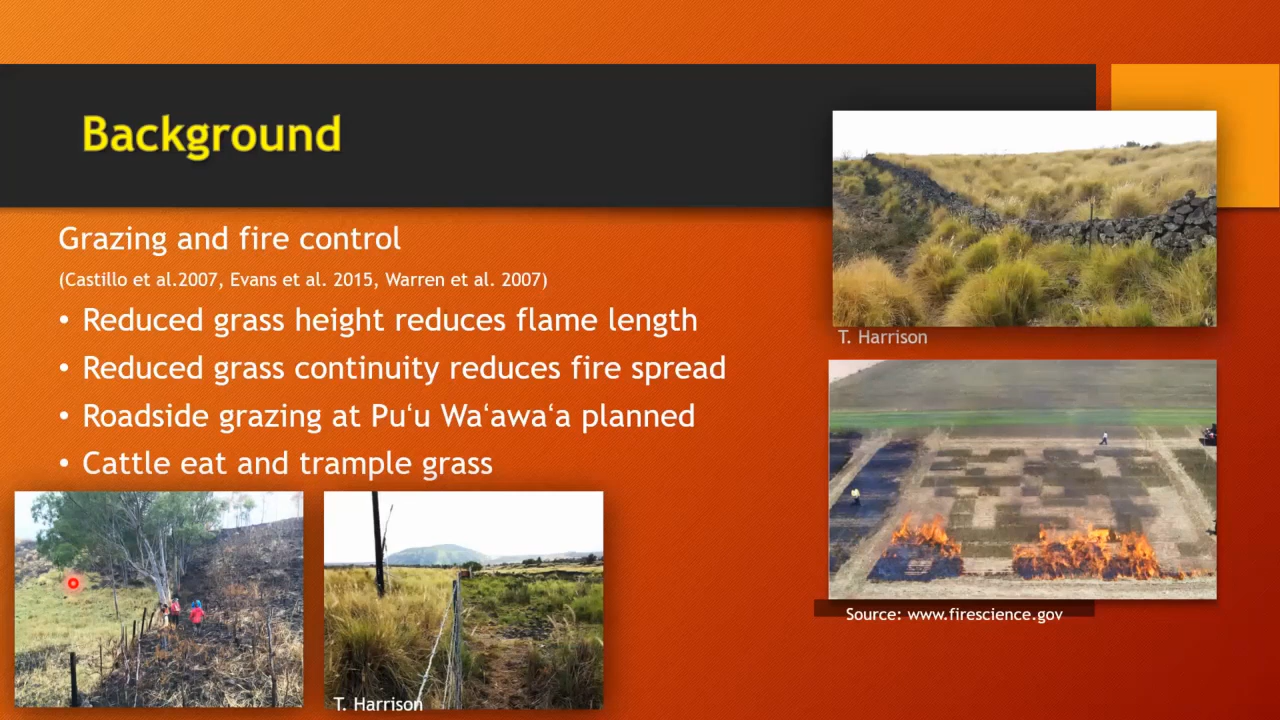 Background
Grazing and fire control
(Castillo et al.2007, Evans et al. 2015, Warren et al. 2007)
• Reduced grass height reduces flame length
• Reduced grass continuity reduces fire spread
• Roadside grazing at Puʻu Waʻawaʻa planned
• Cattle eat and trample grass
T. Harrison
Source: www.firescience.gov
T. Harrison